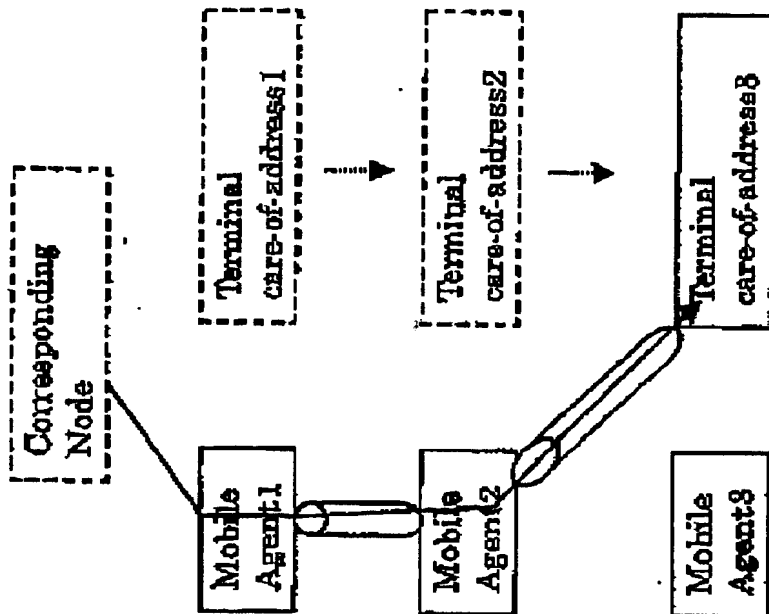 Corresponding
Node
Mobile
Agent1
Terminal
care-of-address1
Mobile
Agent2
Terminal
care-of-address2
Mobile
Agent3
Terminal
care-of-address3